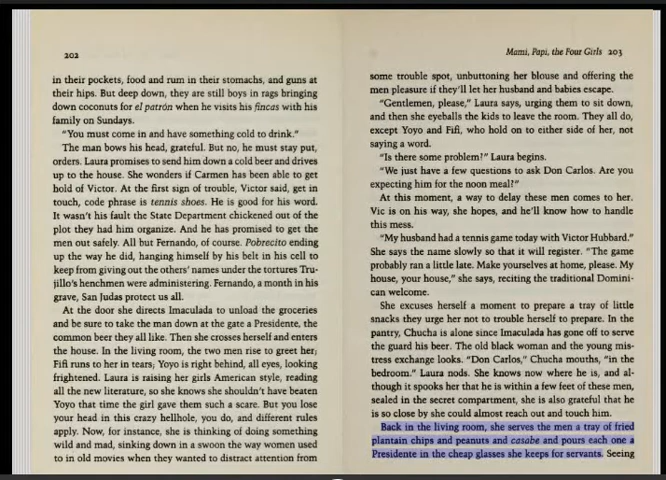 202
in their pockets, food and rum in their stomachs, and guns at
their hips. But deep down, they are still boys in rags bringing
down coconuts for el patrón when he visits his fincas with his
family on Sundays.
"You must come in and have something cold to drink."
The man bows his head, grateful. But no, he must stay put,
orders. Laura promises to send him down a cold beer and drives
up to the house. She wonders if Carmen has been able to get
hold of Victor. At the first sign of trouble, Victor said, get in
touch, code phrase is tennis shoes. He is good for his word.
It wasn't his fault the State Department chickened out of the
plot they had him organize. And he has promised to get the
men out safely. All but Fernando, of course. Pobrecito ending
up the way he did, hanging himself by his belt in his cell to
keep from giving out the others' names under the tortures Tru-
jillo's henchmen were administering. Fernando, a month in his
grave, San Judas protect us all.
At the door she directs Imaculada to unload the groceries
and be sure to take the man down at the gate a Presidente, the
common beer they all like. Then she crosses herself and enters
the house. In the living room, the two men rise to greet her;
Fifi runs to her in tears; Yoyo is right behind, all eyes, looking
frightened. Laura is raising her girls American style, reading
all the new literature, so she knows she shouldn't have beaten
Yoyo that time the girl gave them such a scare. But you lose
your head in this crazy hellhole, you do, and different rules
apply. Now, for instance, she is thinking of doing something
wild and mad, sinking down in a swoon the way women used
to in old movies when they wanted to distract attention from
Mami, Papi, the Four Girls 203
some trouble spot, unbuttoning her blouse and offering the
men pleasure if they'll let her husband and babies escape.
"Gentlemen, please," Laura says, urging them to sit down,
and then she eyeballs the kids to leave the room. They all do,
except Yoyo and Fifi, who hold on to either side of her, not
saying a word.
"Is there some problem?" Laura begins.
"We just have a few questions to ask Don Carlos. Are you
expecting him for the noon meal?"
At this moment, a way to delay these men comes to her.
Vic is on his way, she hopes, and he'll know how to handle
this mess.
"My husband had a tennis game today with Victor Hubbard."
She says the name slowly so that it will register. "The game
probably ran a little late. Make yourselves at home, please. My
house, your house," she says, reciting the traditional Domini-
can welcome.
She excuses herself a moment to prepare a tray of little
snacks they urge her not to trouble herself to prepare. In the
pantry, Chucha is alone since Imaculada has gone off to serve
the guard his beer. The old black woman and the young mis-
tress exchange looks. "Don Carlos," Chucha mouths, "in the
bedroom." Laura nods. She knows now where he is, and al-
though it spooks her that he is within a few feet of these men,
sealed in the secret compartment, she is also grateful that he
is so close by she could almost reach out and touch him.
Back in the living room, she serves the men a tray of fried
plantain chips and peanuts and casabe and pours each one a
Presidente in the cheap glasses she keeps for servants. Seeing